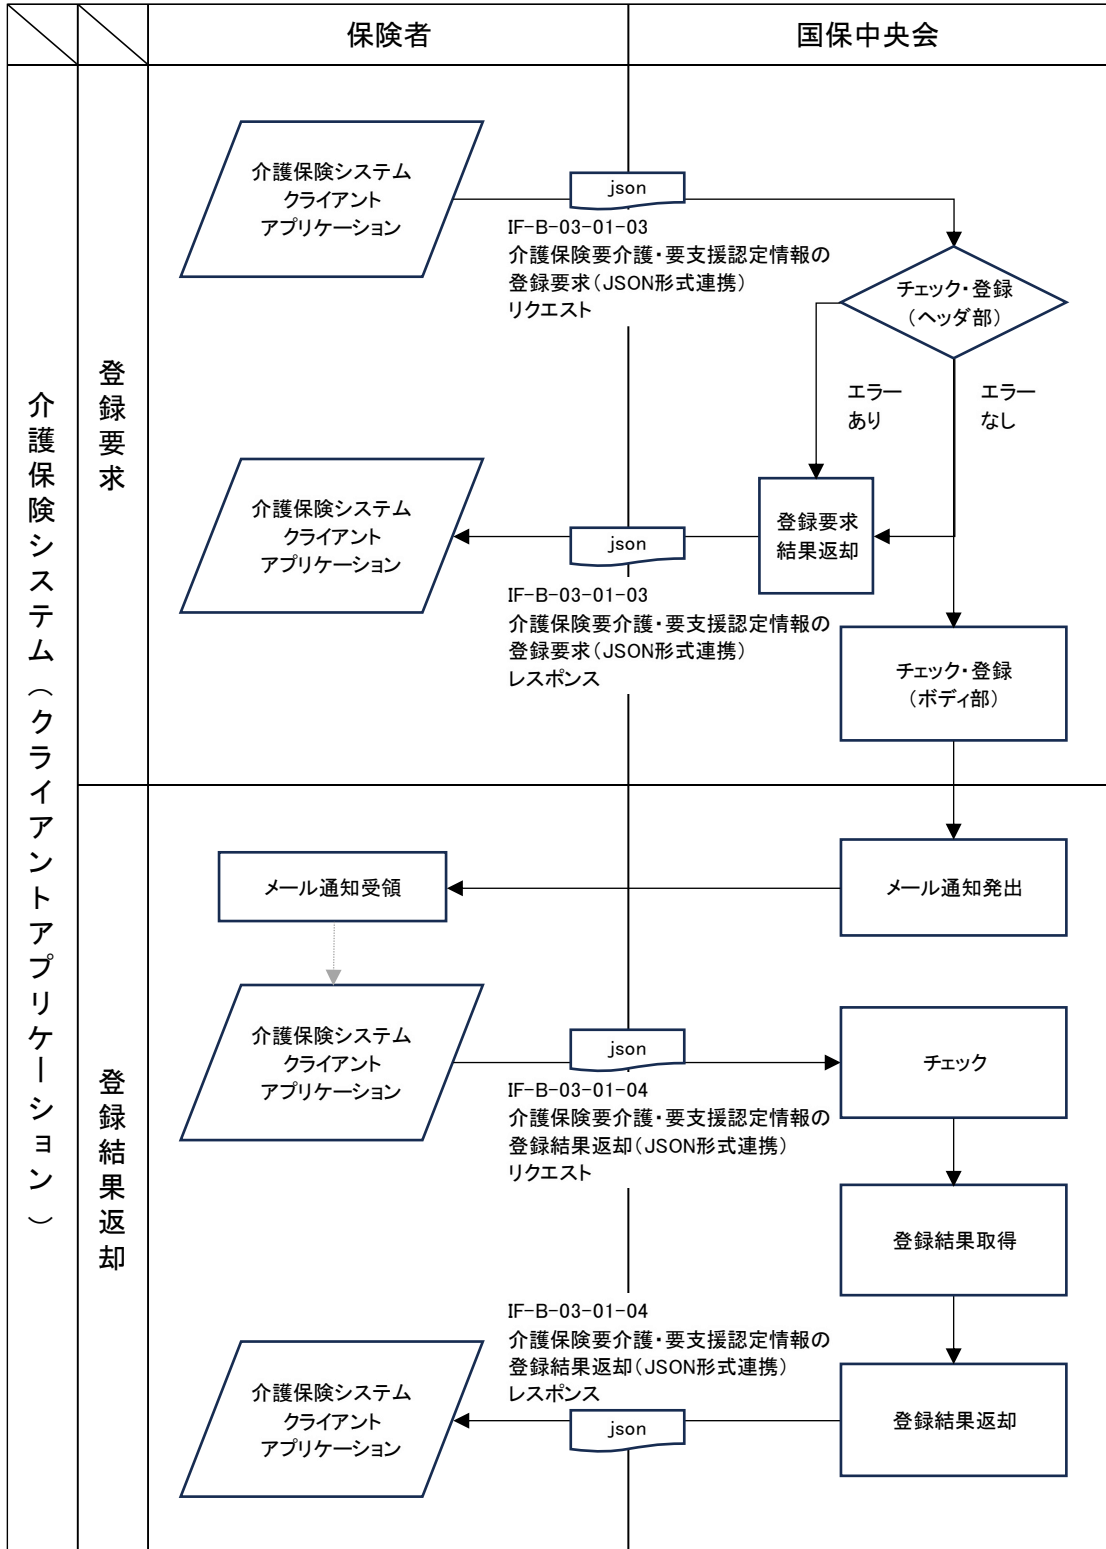 保険者
国保中央会
介護保険システム（クライアントアプリケーション）
登録要求
介護保険システム
クライアント
アプリケーション
json
IF-B-03-01-03
介護保険要介護・要支援認定情報の
登録要求（JSON形式連携）
リクエスト
チェック・登録
（ヘッダ部）
エラー
あり
エラー
なし
介護保険システム
クライアント
アプリケーション
json
登録要求
結果返却
IF-B-03-01-03
介護保険要介護・要支援認定情報の
登録要求（JSON形式連携）
レスポンス
チェック・登録
（ボディ部）
登録結果返却
メール通知受領
メール通知発出
介護保険システム
クライアント
アプリケーション
json
IF-B-03-01-04
介護保険要介護・要支援認定情報の
登録結果返却（JSON形式連携）
リクエスト
チェック
登録結果取得
IF-B-03-01-04
介護保険要介護・要支援認定情報の
登録結果返却（JSON形式連携）
レスポンス
介護保険システム
クライアント
アプリケーション
json
登録結果返却